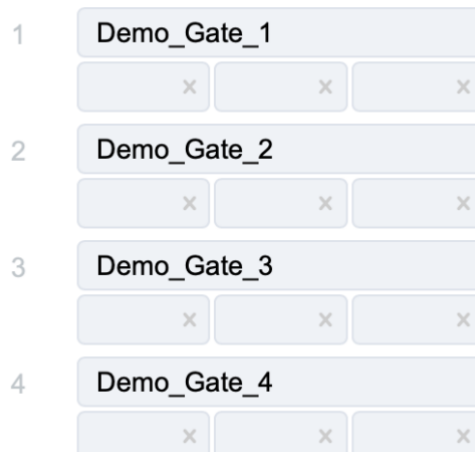 1 Demo_Gate_1
× × ×
2 Demo_Gate_2
× × ×
3 Demo_Gate_3
× × ×
4 Demo_Gate_4
× × ×